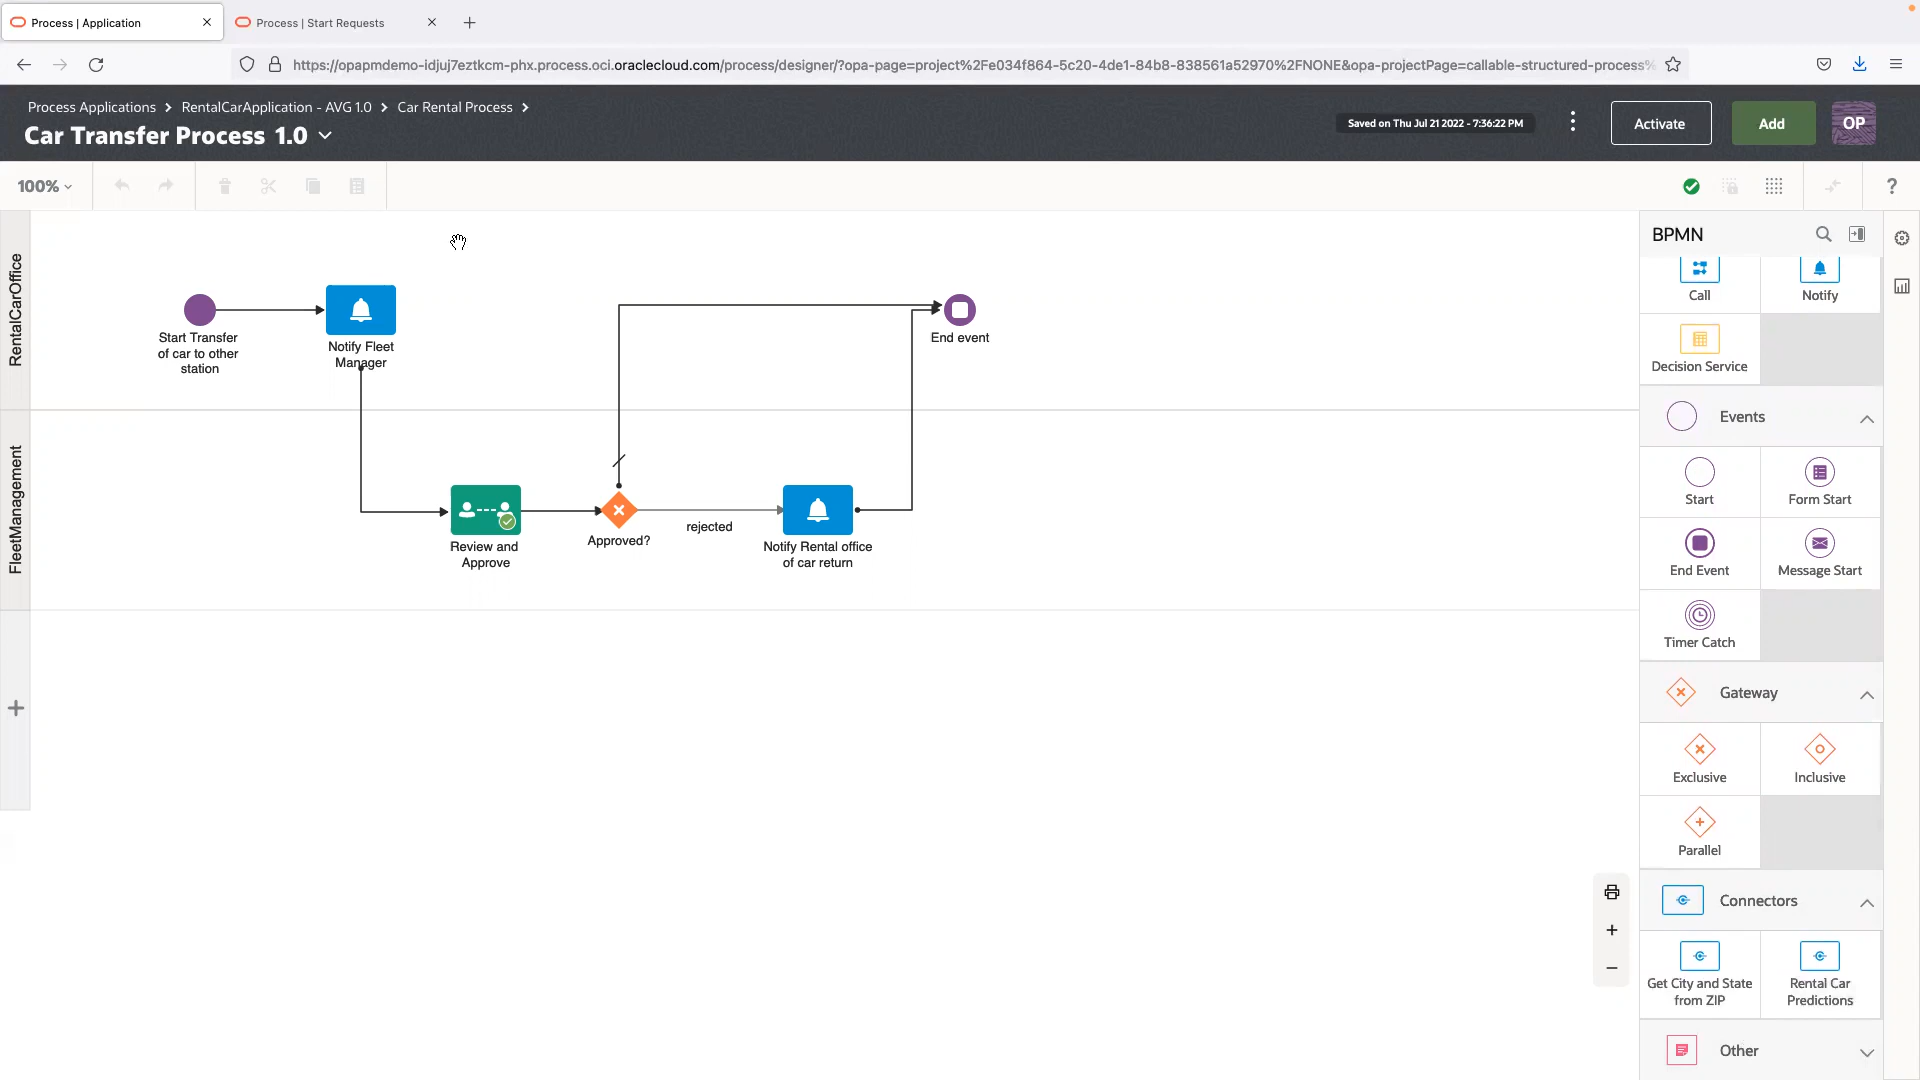 Process | Application
Process | Start Requests
https://opapmdemo-idjuj7eztkcm-phx.process.oci.oraclecloud.com/process/designer/?opa-page=project%2Fe034f864-5c20-4de1-84b8-838561a52970%2FNONE&opa-projectPage=callable-structured-process%
Process Applications > RentalCarApplication - AVG 1.0 > Car Rental Process >
Car Transfer Process 1.0
Saved on Thu Jul 21 2022 - 7:36:22 PM
Activate
Add
OP
100%
?
RentalCarOffice
Start Transfer
of car to other
station
Notify Fleet
Manager
End event
FleetManagement
Review and
Approve
Approved?
rejected
Notify Rental office
of car return
BPMN
Call
Notify
Decision Service
Events
Start
Form Start
End Event
Message Start
Timer Catch
Gateway
Exclusive
Inclusive
Parallel
Connectors
Get City and State
from ZIP
Rental Car
Predictions
Other